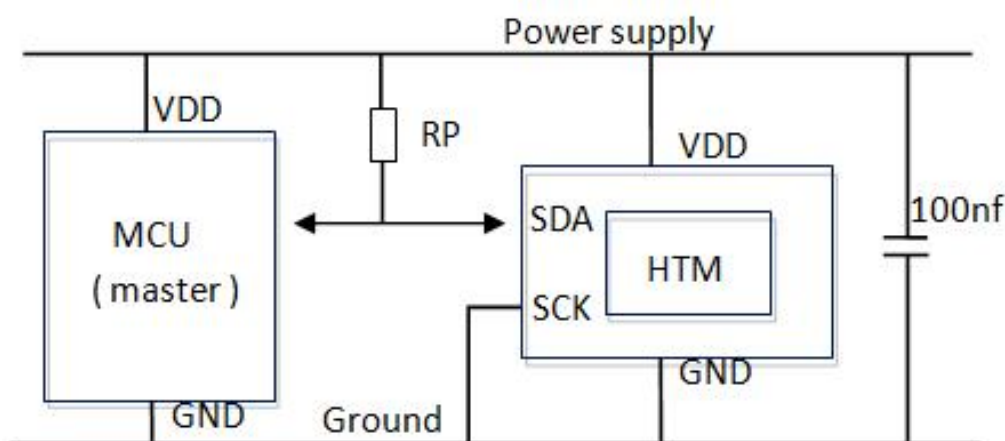 Power supply
VDD
RP
VDD
MCU
( master )
SDA
HTM
100nf
SCK
GND
GND
Ground